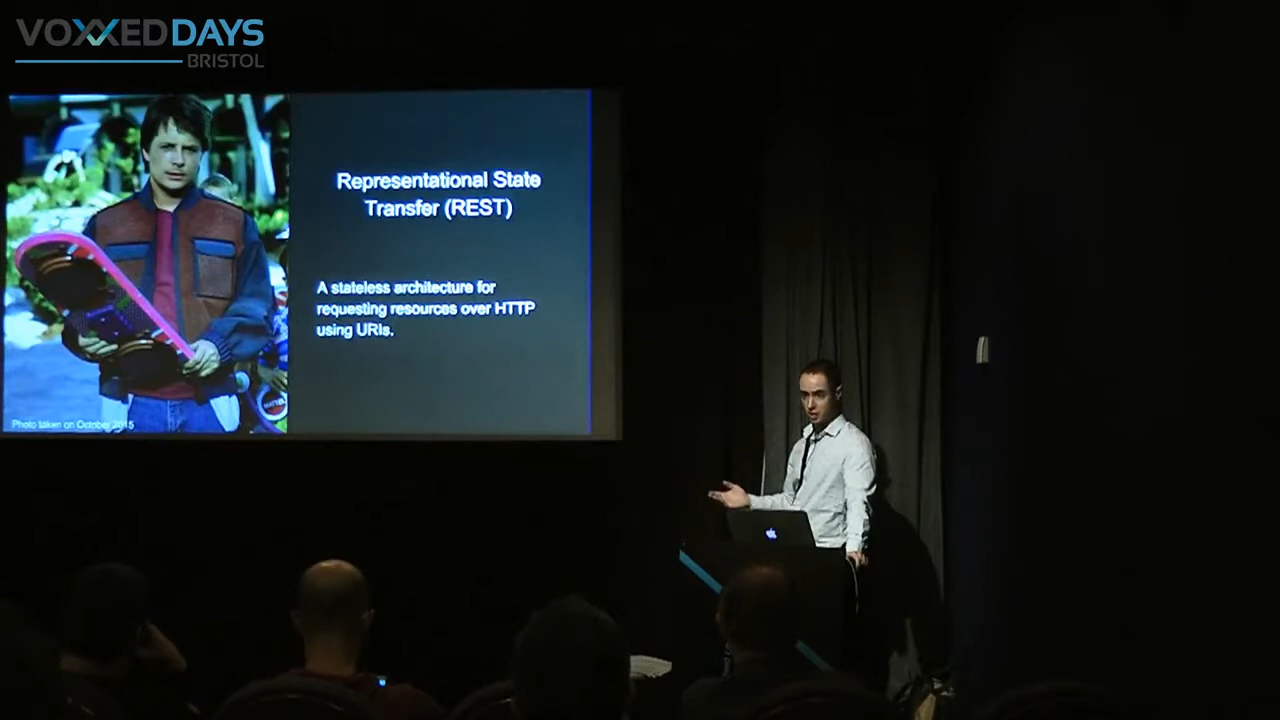 VOXXEDDAYS
BRISTOL
Representational State
Transfer (REST)
A stateless architecture for
requesting resources over HTTP
using URIs.
Photo taken on October 2015
MATTEL